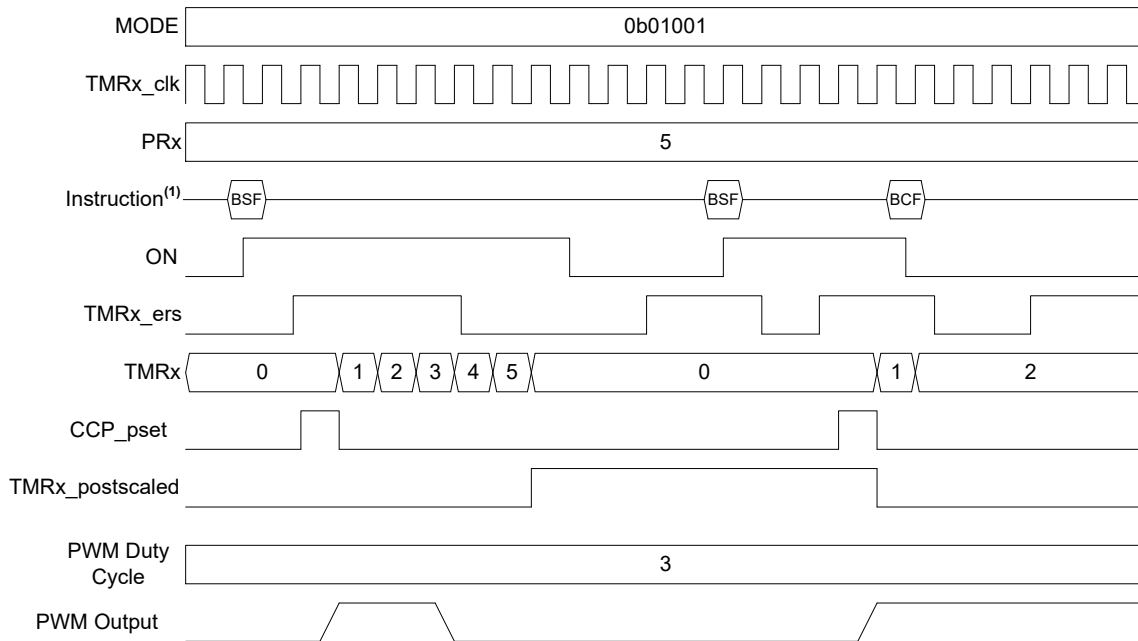 MODE 0b01001
TMRx_clk
PRx 5
Instruction(1) BSF BSF BCF
ON
TMRx_ers
TMRx 0 1 2 3 4 5 0 1 2
CCP_pset
TMRx_postscaled
PWM Duty
Cycle 3
PWM Output